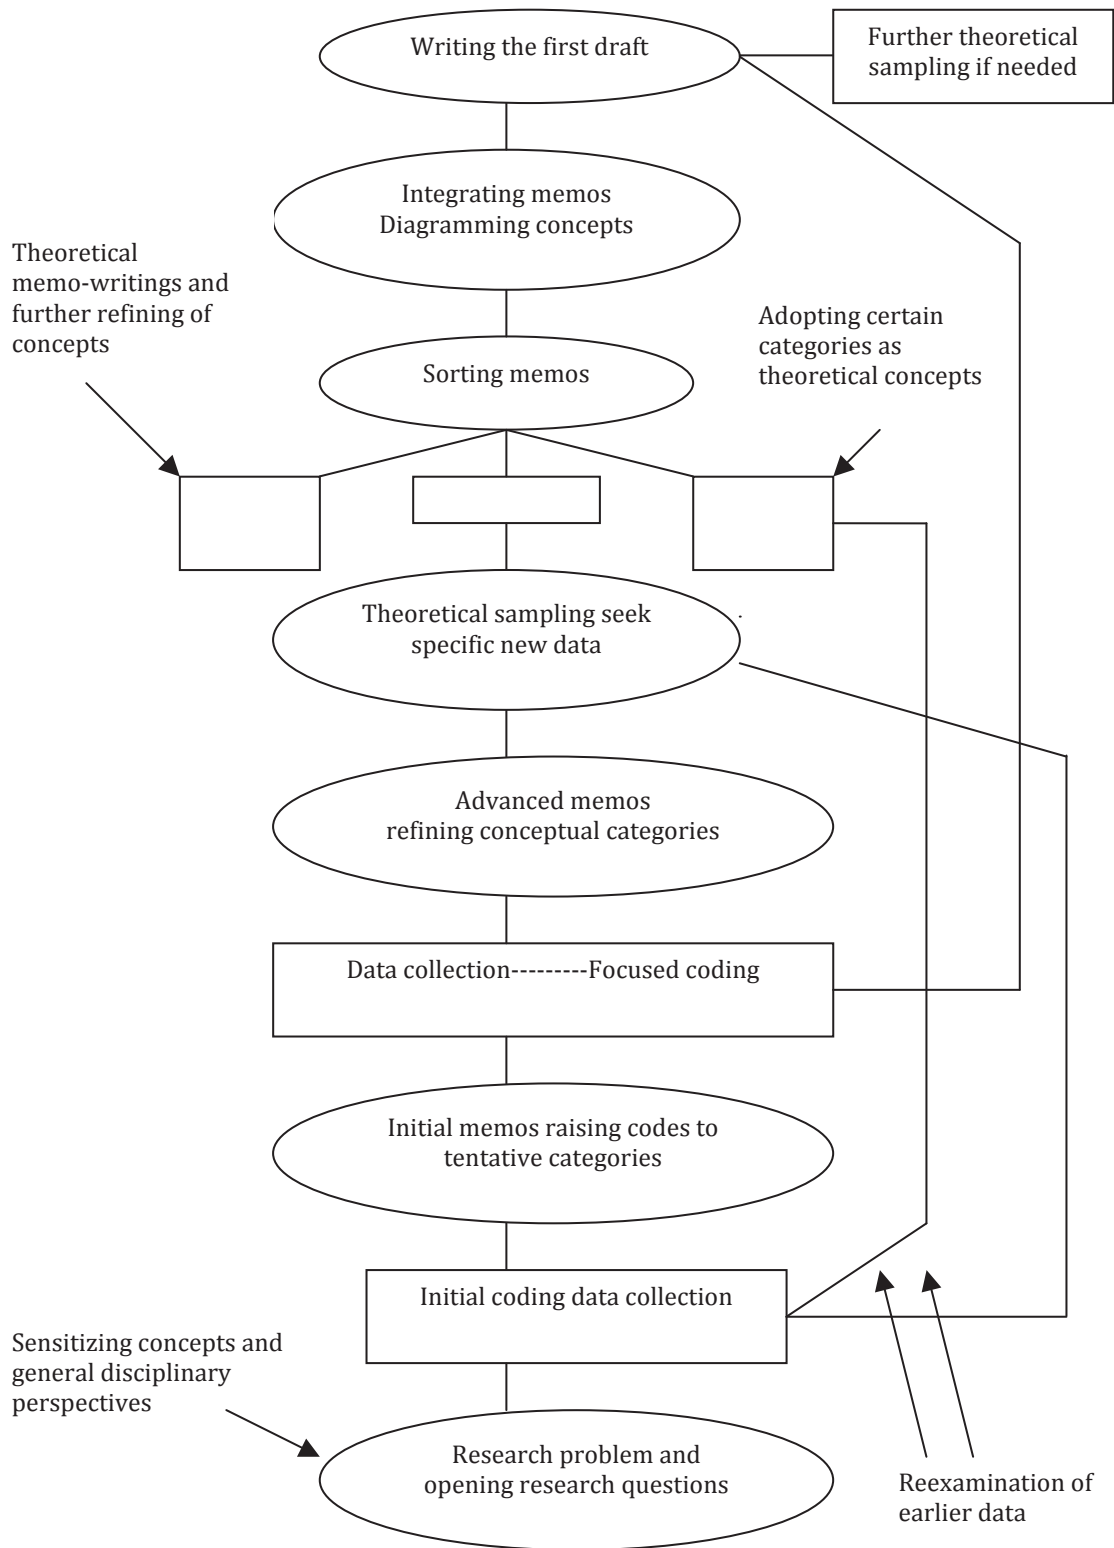 Writing the first draft
Further theoretical
sampling if needed
Integrating memos
Diagramming concepts
Theoretical
memo-writings and
further refining of
concepts
Adopting certain
categories as
theoretical concepts
Sorting memos
Theoretical sampling seek
specific new data
Advanced memos
refining conceptual categories
Data collection---------Focused coding
Initial memos raising codes to
tentative categories
Initial coding data collection
Sensitizing concepts and
general disciplinary
perspectives
Research problem and
opening research questions
Reexamination of
earlier data